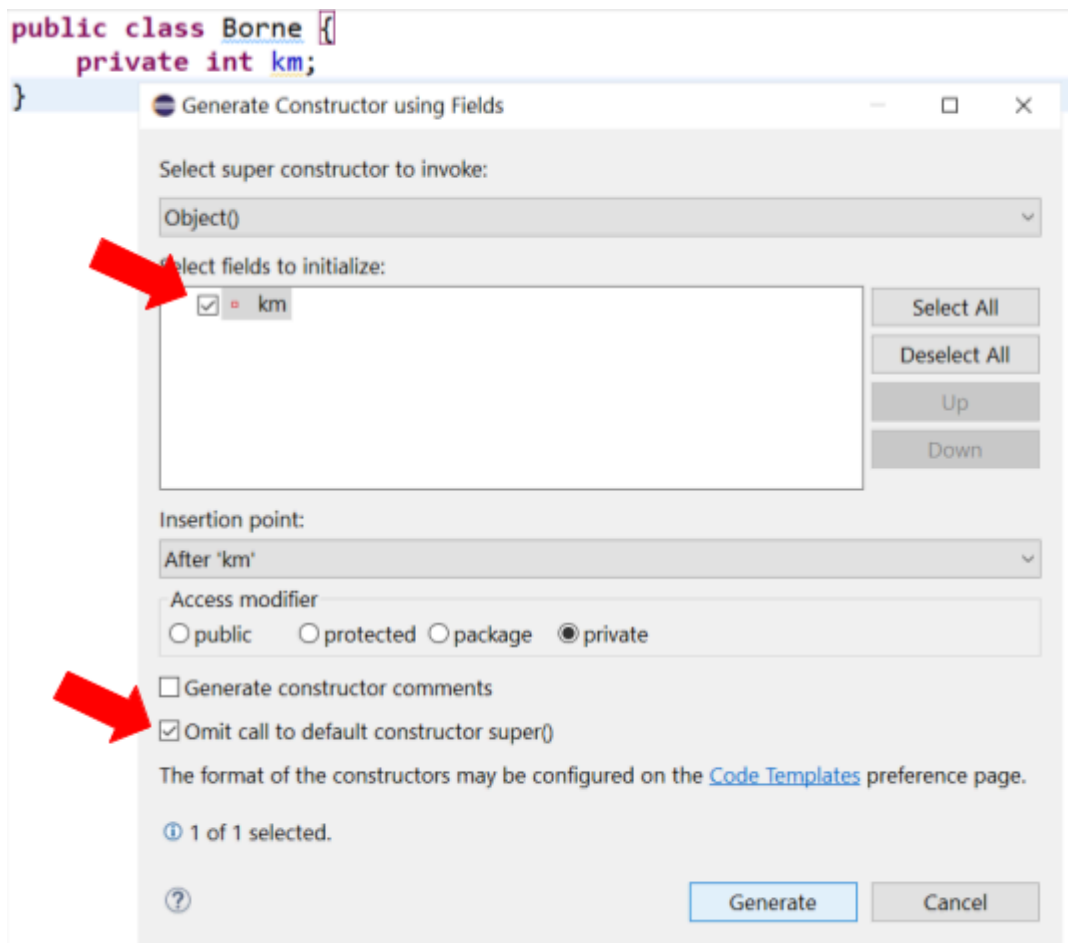 public class Borne {
private int km;
}
Generate Constructor using Fields
Select super constructor to invoke:
Object()
Select fields to initialize:
km
Select All
Deselect All
Up
Down
Insertion point:
After 'km'
Access modifier
public protected package private
Generate constructor comments
Omit call to default constructor super()
The format of the constructors may be configured on the Code Templates preference page.
1 of 1 selected.
?
Generate Cancel